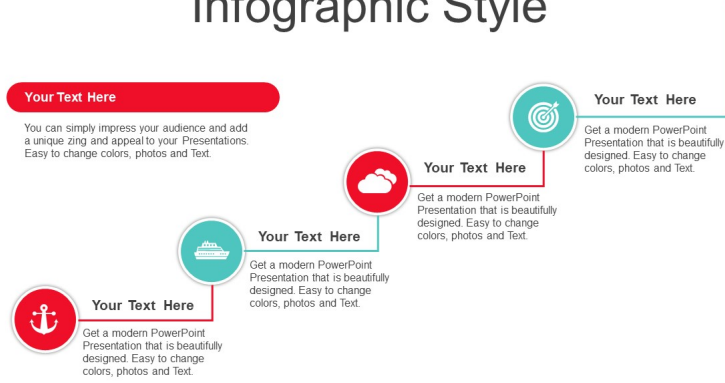 Infographic Style
Your Text Here
You can simply impress your audience and add
a unique zing and appeal to your Presentations.
Easy to change colors, photos and Text.
Your Text Here
Get a modern PowerPoint
Presentation that is beautifully
designed. Easy to change
colors, photos and Text.
Your Text Here
Get a modern PowerPoint
Presentation that is beautifully
designed. Easy to change
colors, photos and Text.
Your Text Here
Get a modern PowerPoint
Presentation that is beautifully
designed. Easy to change
colors, photos and Text.
Your Text Here
Get a modern PowerPoint
Presentation that is beautifully
designed. Easy to change
colors, photos and Text.